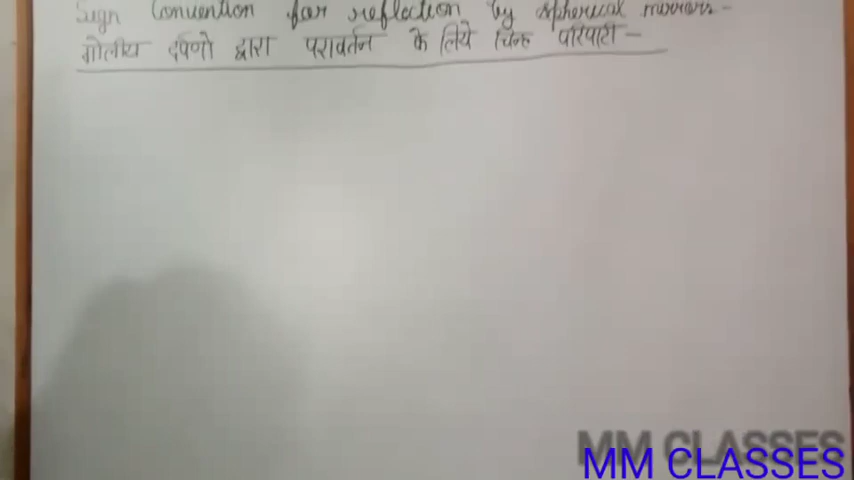 Sign Convention for reflection by spherical mirrors -
गोलीय दर्पणो द्वारा परावर्तन के लिये चिन्ह परिपाटी -
MM CLASSES